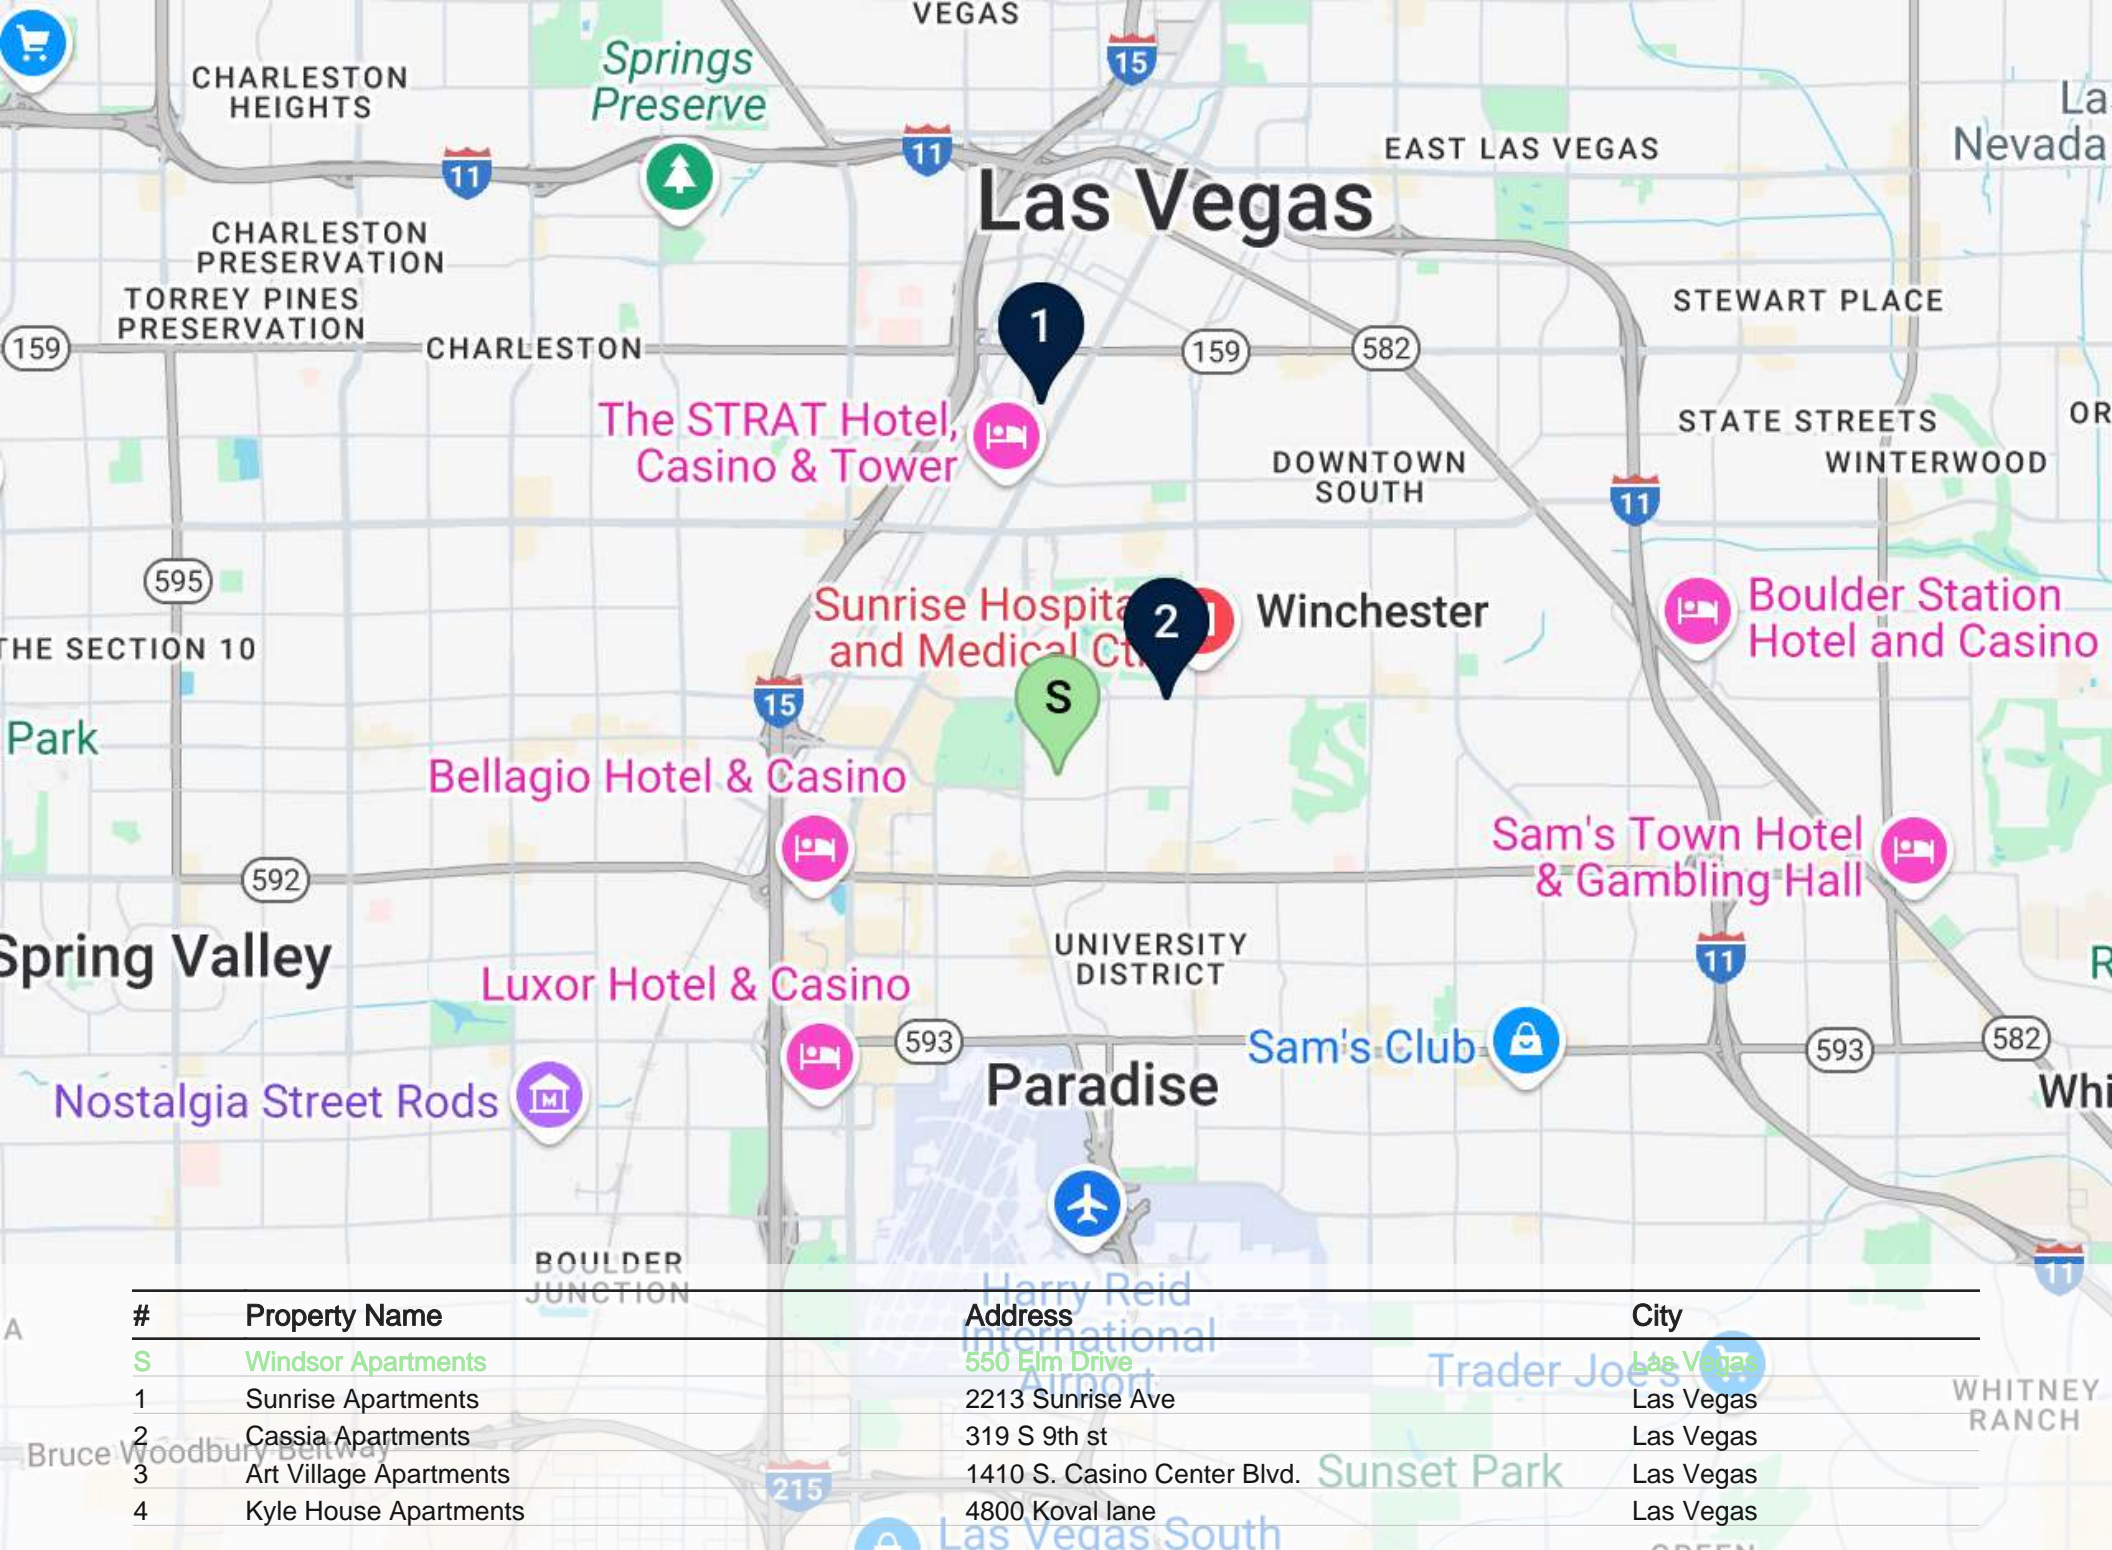 VEGAS
15
CHARLESTON
HEIGHTS
Springs
Preserve
La
Nevada
11
11
EAST LAS VEGAS
Las Vegas
CHARLESTON
PRESERVATION
TORREY PINES
PRESERVATION
STEWART PLACE
159
CHARLESTON
1
159
582
The STRAT Hotel,
Casino & Tower
STATE STREETS
OR
WINTERWOOD
DOWNTOWN
SOUTH
11
595
Sunrise Hospita
and Medical Ct
2
Winchester
Boulder Station
Hotel and Casino
THE SECTION 10
S
15
Park
Bellagio Hotel & Casino
Sam's Town Hotel
& Gambling Hall
592
Spring Valley
UNIVERSITY
DISTRICT
11
R
Luxor Hotel & Casino
593
Sam's Club
593
582
Paradise
Whi
Nostalgia Street Rods
M
BOULDER
JUNCTION
11
Harry Reid
International
Airport
# Property Name Address City
S Windsor Apartments 550 Elm Drive Las Vegas
1 Sunrise Apartments 2213 Sunrise Ave Las Vegas
2 Cassia Apartments 319 S 9th st Las Vegas
3 Art Village Apartments 1410 S. Casino Center Blvd. Las Vegas
4 Kyle House Apartments 4800 Koval lane Las Vegas
A
Trader Joe's
WHITNEY
RANCH
Bruce Woodbury Beltway
215
Sunset Park
Las Vegas South